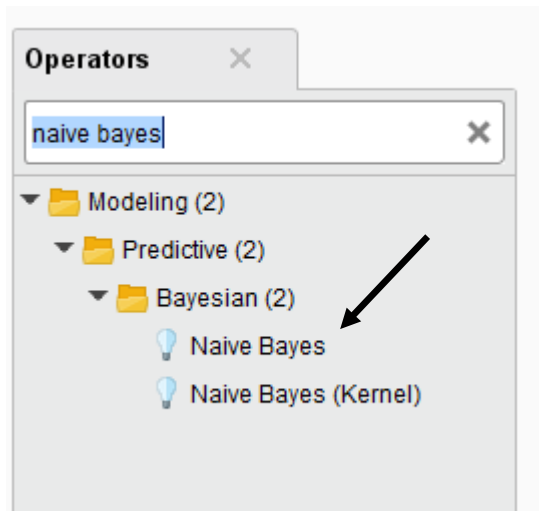 Operators
naive bayes
Modeling (2)
Predictive (2)
Bayesian (2)
Naive Bayes
Naive Bayes (Kernel)